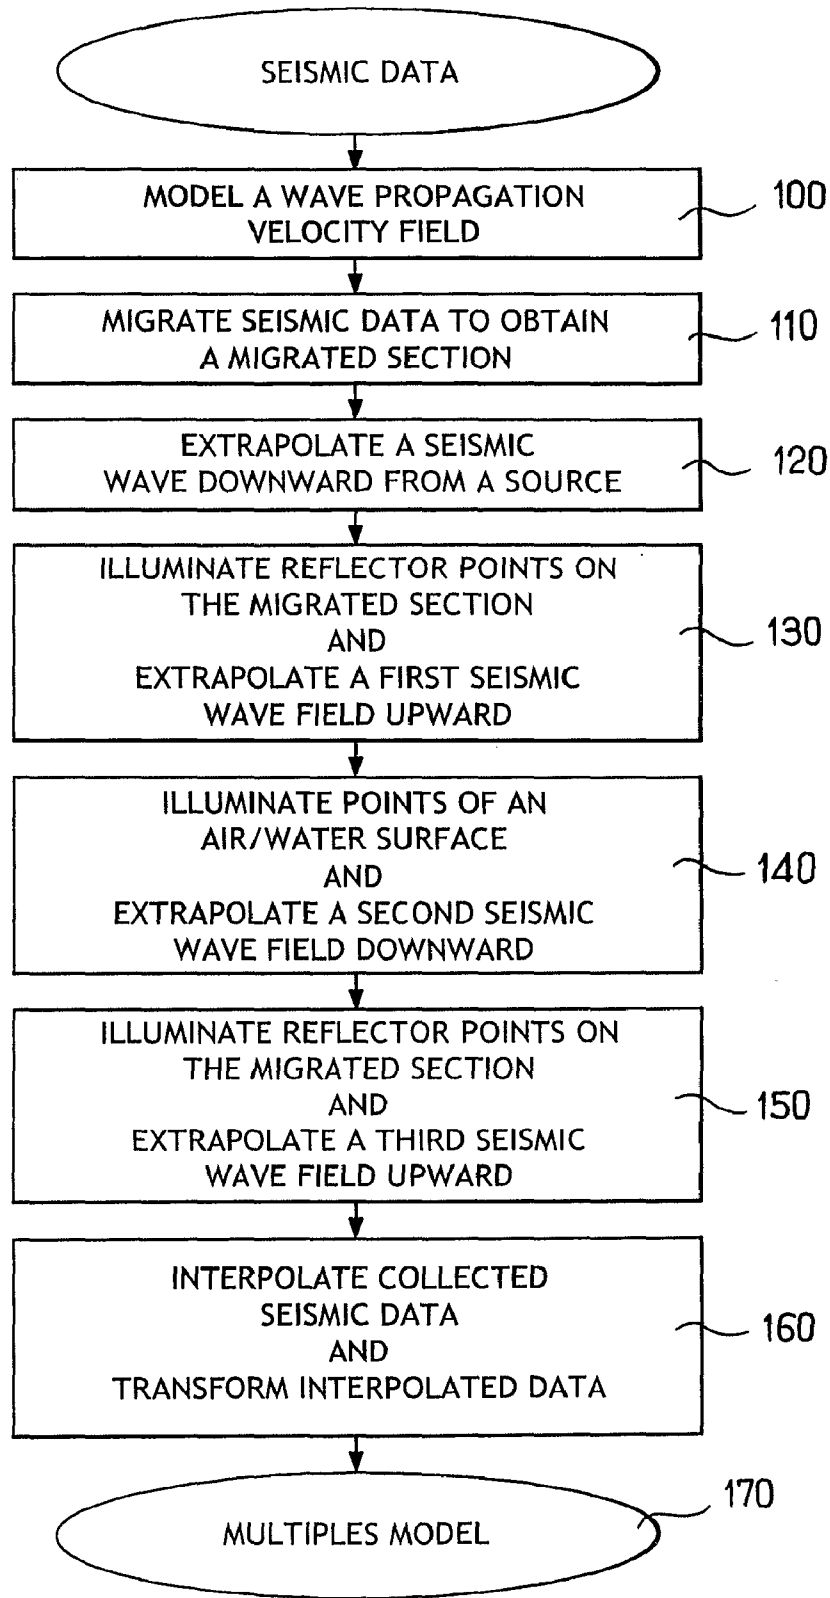 SEISMIC DATA
MODEL A WAVE PROPAGATION
VELOCITY FIELD
100
MIGRATE SEISMIC DATA TO OBTAIN
A MIGRATED SECTION
110
EXTRAPOLATE A SEISMIC
WAVE DOWNWARD FROM A SOURCE
120
ILLUMINATE REFLECTOR POINTS ON
THE MIGRATED SECTION
AND
EXTRAPOLATE A FIRST SEISMIC
WAVE FIELD UPWARD
130
ILLUMINATE POINTS OF AN
AIR/WATER SURFACE
AND
EXTRAPOLATE A SECOND SEISMIC
WAVE FIELD DOWNWARD
140
ILLUMINATE REFLECTOR POINTS ON
THE MIGRATED SECTION
AND
EXTRAPOLATE A THIRD SEISMIC
WAVE FIELD UPWARD
150
INTERPOLATE COLLECTED
SEISMIC DATA
AND
TRANSFORM INTERPOLATED DATA
160
MULTIPLES MODEL
170